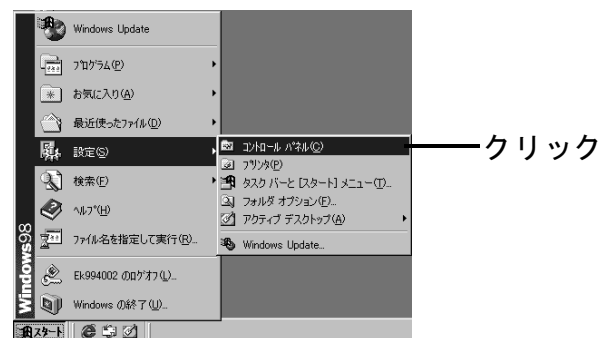 Windows Update
プログラム(P)
お気に入り(A)
最近使ったファイル(D)
設定(S)
検索(F)
ヘルプ(H)
ファイル名を指定して実行(R)...
Ek994002 のログオフ(L)...
Windows の終了(U)...
Windows98
コントロール パネル(C)
プリンタ(P)
タスク バーと [スタート] メニュー(T)...
フォルダ オプション(F)...
アクティブ デスクトップ(A)
Windows Update...
クリック
スタート